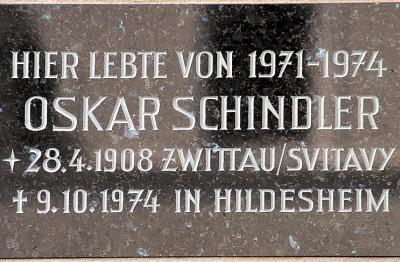 HIER LEBTE VON 1971-1974
OSKAR SCHINDLER
+ 28.4.1908 ZWITTAU/SVITAVY
† 9.10.1974 IN HILDESHEIM